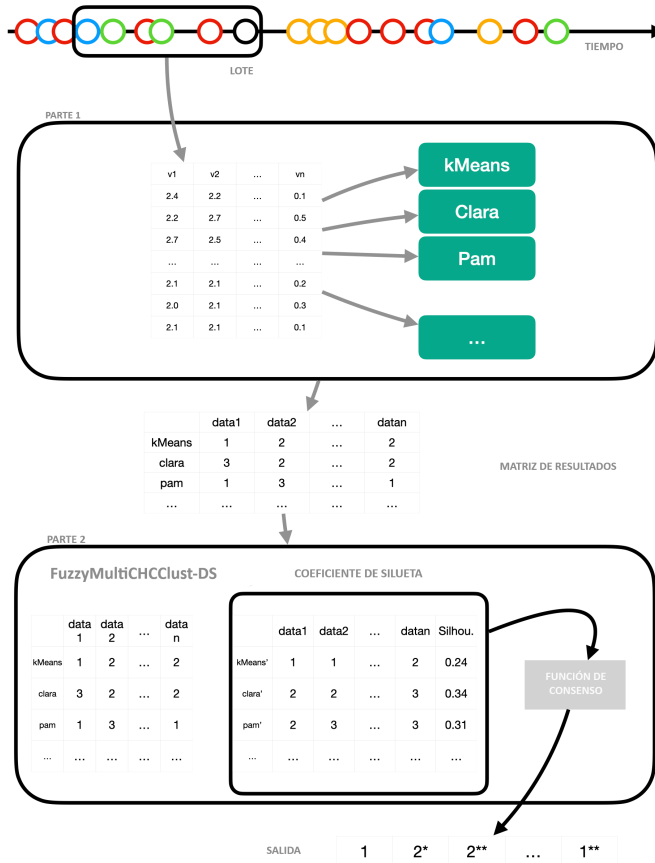 TIEMPO
LOTE
PARTE 1
v1 v2 ... vn
2.4 2.2 ... 0.1
2.2 2.7 ... 0.5
2.7 2.5 ... 0.4
... ... ... ...
2.1 2.1 ... 0.2
2.0 2.1 ... 0.3
2.1 2.1 ... 0.1
kMeans
Clara
Pam
...
data1 data2 ... datan
kMeans 1 2 ... 2
clara 3 2 ... 2
pam 1 3 ... 1
... ... ... ...
MATRIZ DE RESULTADOS
PARTE 2
FuzzyMultiCHCClust-DS
COEFICIENTE DE SILUETA
data data ... data
1 2 n
kMeans 1 2 ... 2
clara 3 2 ... 2
pam 1 3 ... 1
... ... ... ... ...
data1 data2 ... datan Silhou.
kMeans' 1 1 ... 2 0.24
clara' 2 2 ... 3 0.34
pam' 2 3 ... 3 0.31
... ... ... ... ... ...
FUNCIÓN DE
CONSENSO
SALIDA 1 2* 2** ... 1**